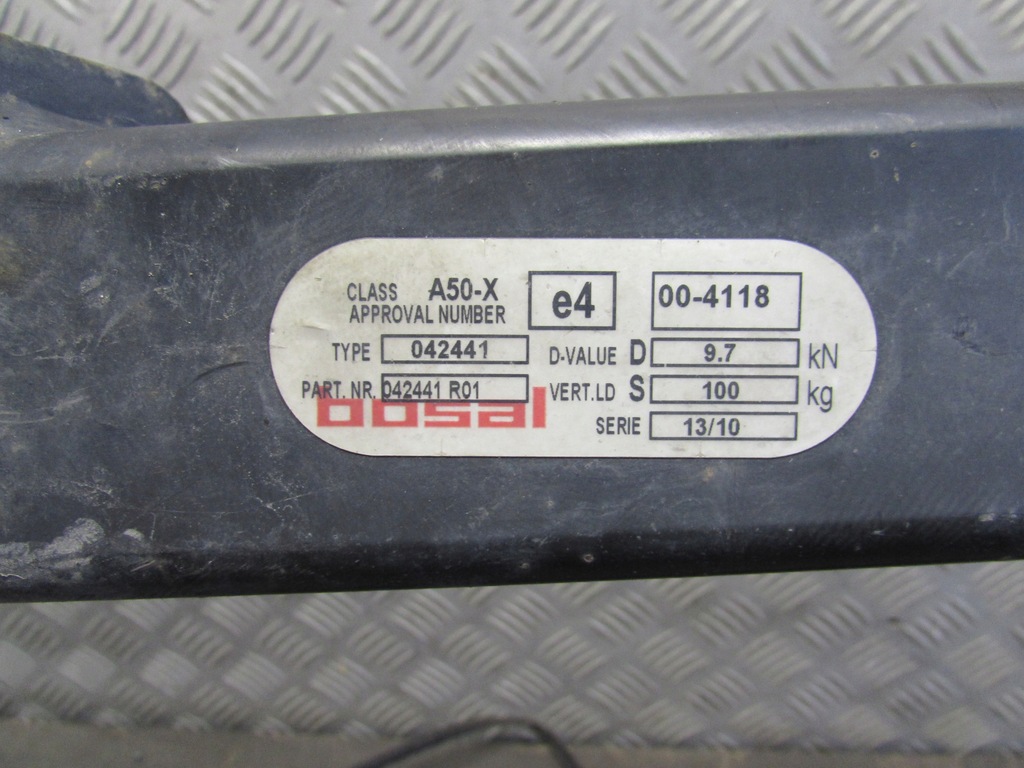 CLASS A50-X e4 00-4118
APPROVAL NUMBER
TYPE 042441 D-VALUE D 9.7 kN
PART. NR. 042441 R01 VERT.LD S 100 kg
bosal
SERIE 13/10